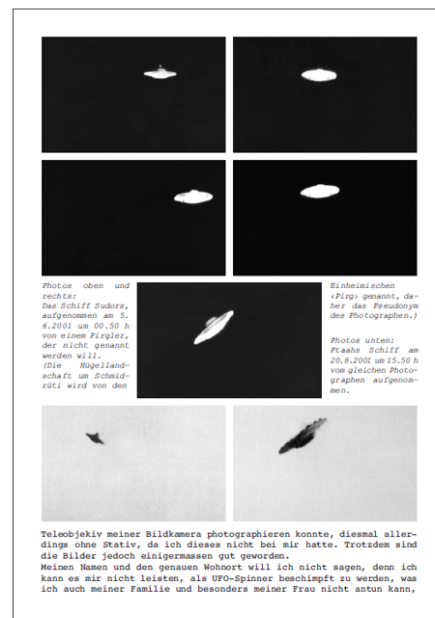 Photos oben und
rechts:
Das Schiff Sudors,
aufgenommen am 5.
6.2001 um 00.50 h
von einem Pirgler,
der nicht genannt
werden will.
(Die Hügelland-
schaft um Schmid-
rüti wird von den
Einheimischen
‹Pirg› genannt, da-
her das Pseudonym
des Photographen.)
Photos unten:
Ptaahs Schiff am
20.8.2001 um 15.50 h
vom gleichen Photo-
graphen aufgenom-
men.
Teleobjekiv meiner Bildkamera photographieren konnte, diesmal aller-
dings ohne Stativ, da ich dieses nicht bei mir hatte. Trotzdem sind
die Bilder jedoch einigermassen gut geworden.
Meinen Namen und den genauen Wohnort will ich nicht sagen, denn ich
kann es mir nicht leisten, als UFO-Spinner beschimpft zu werden, was
ich auch meiner Familie und besonders meiner Frau nicht antun kann,